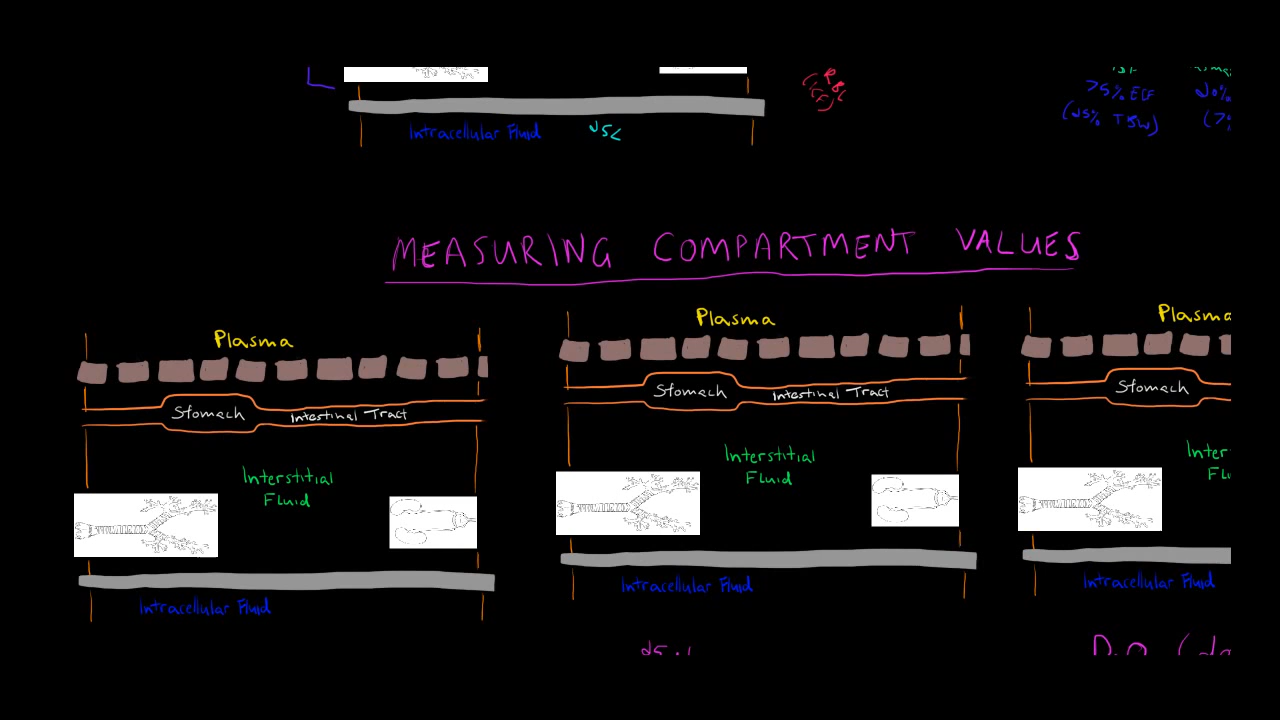 75% ECF
(25% TBW)
Intracellular Fluid 25L
MEASURING COMPARTMENT VALUES
Plasma
Stomach
Intestinal Tract
Interstitial
Fluid
Intracellular Fluid
Plasma
Stomach
Intestinal Tract
Interstitial
Fluid
Intracellular Fluid
Plasma
Stomach
Intracellular Fluid